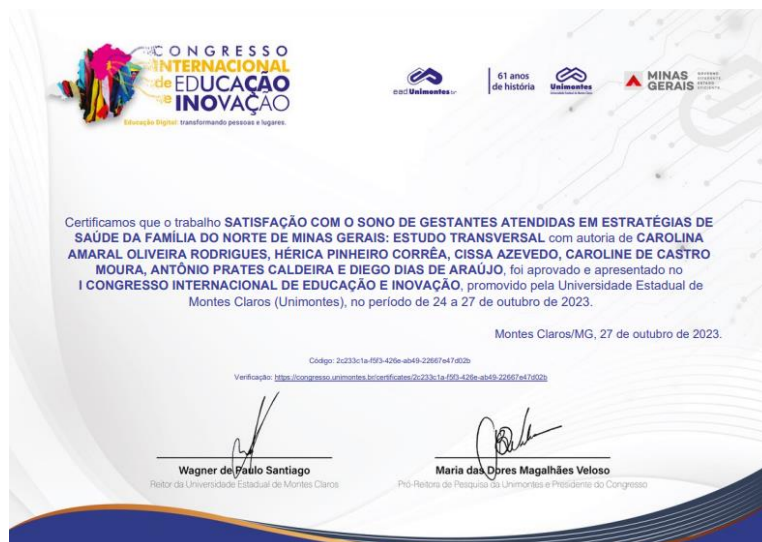 CONGRESSO
INTERNACIONAL
de EDUCAÇÃO
e INOVAÇÃO
Educação Digital: transformando pessoas e lugares.
ead Unimontes.br
61 anos
de história
Unimontes
MINAS
GERAIS
Certificamos que o trabalho SATISFAÇÃO COM O SONO DE GESTANTES ATENDIDAS EM ESTRATÉGIAS DE
SAÚDE DA FAMÍLIA DO NORTE DE MINAS GERAIS: ESTUDO TRANSVERSAL com autoria de CAROLINA
AMARAL OLIVEIRA RODRIGUES, HÉRICA PINHEIRO CORRÊA, CISSA AZEVEDO, CAROLINE DE CASTRO
MOURA, ANTÔNIO PRATES CALDEIRA E DIEGO DIAS DE ARAÚJO, foi aprovado e apresentado no
I CONGRESSO INTERNACIONAL DE EDUCAÇÃO E INOVAÇÃO, promovido pela Universidade Estadual de
Montes Claros (Unimontes), no período de 24 a 27 de outubro de 2023.
Montes Claros/MG, 27 de outubro de 2023.
Código: 2c233c1a-f5f3-426e-ab49-22667e47d02b
Verificação: https://congresso.unimontes.br/certificates/2c233c1a-f5f3-426e-ab49-22667e47d02b
Wagner de Paulo Santiago
Reitor da Universidade Estadual de Montes Claros
Maria das Dores Magalhães Veloso
Pró-Reitora de Pesquisa da Unimontes e Presidente do Congresso